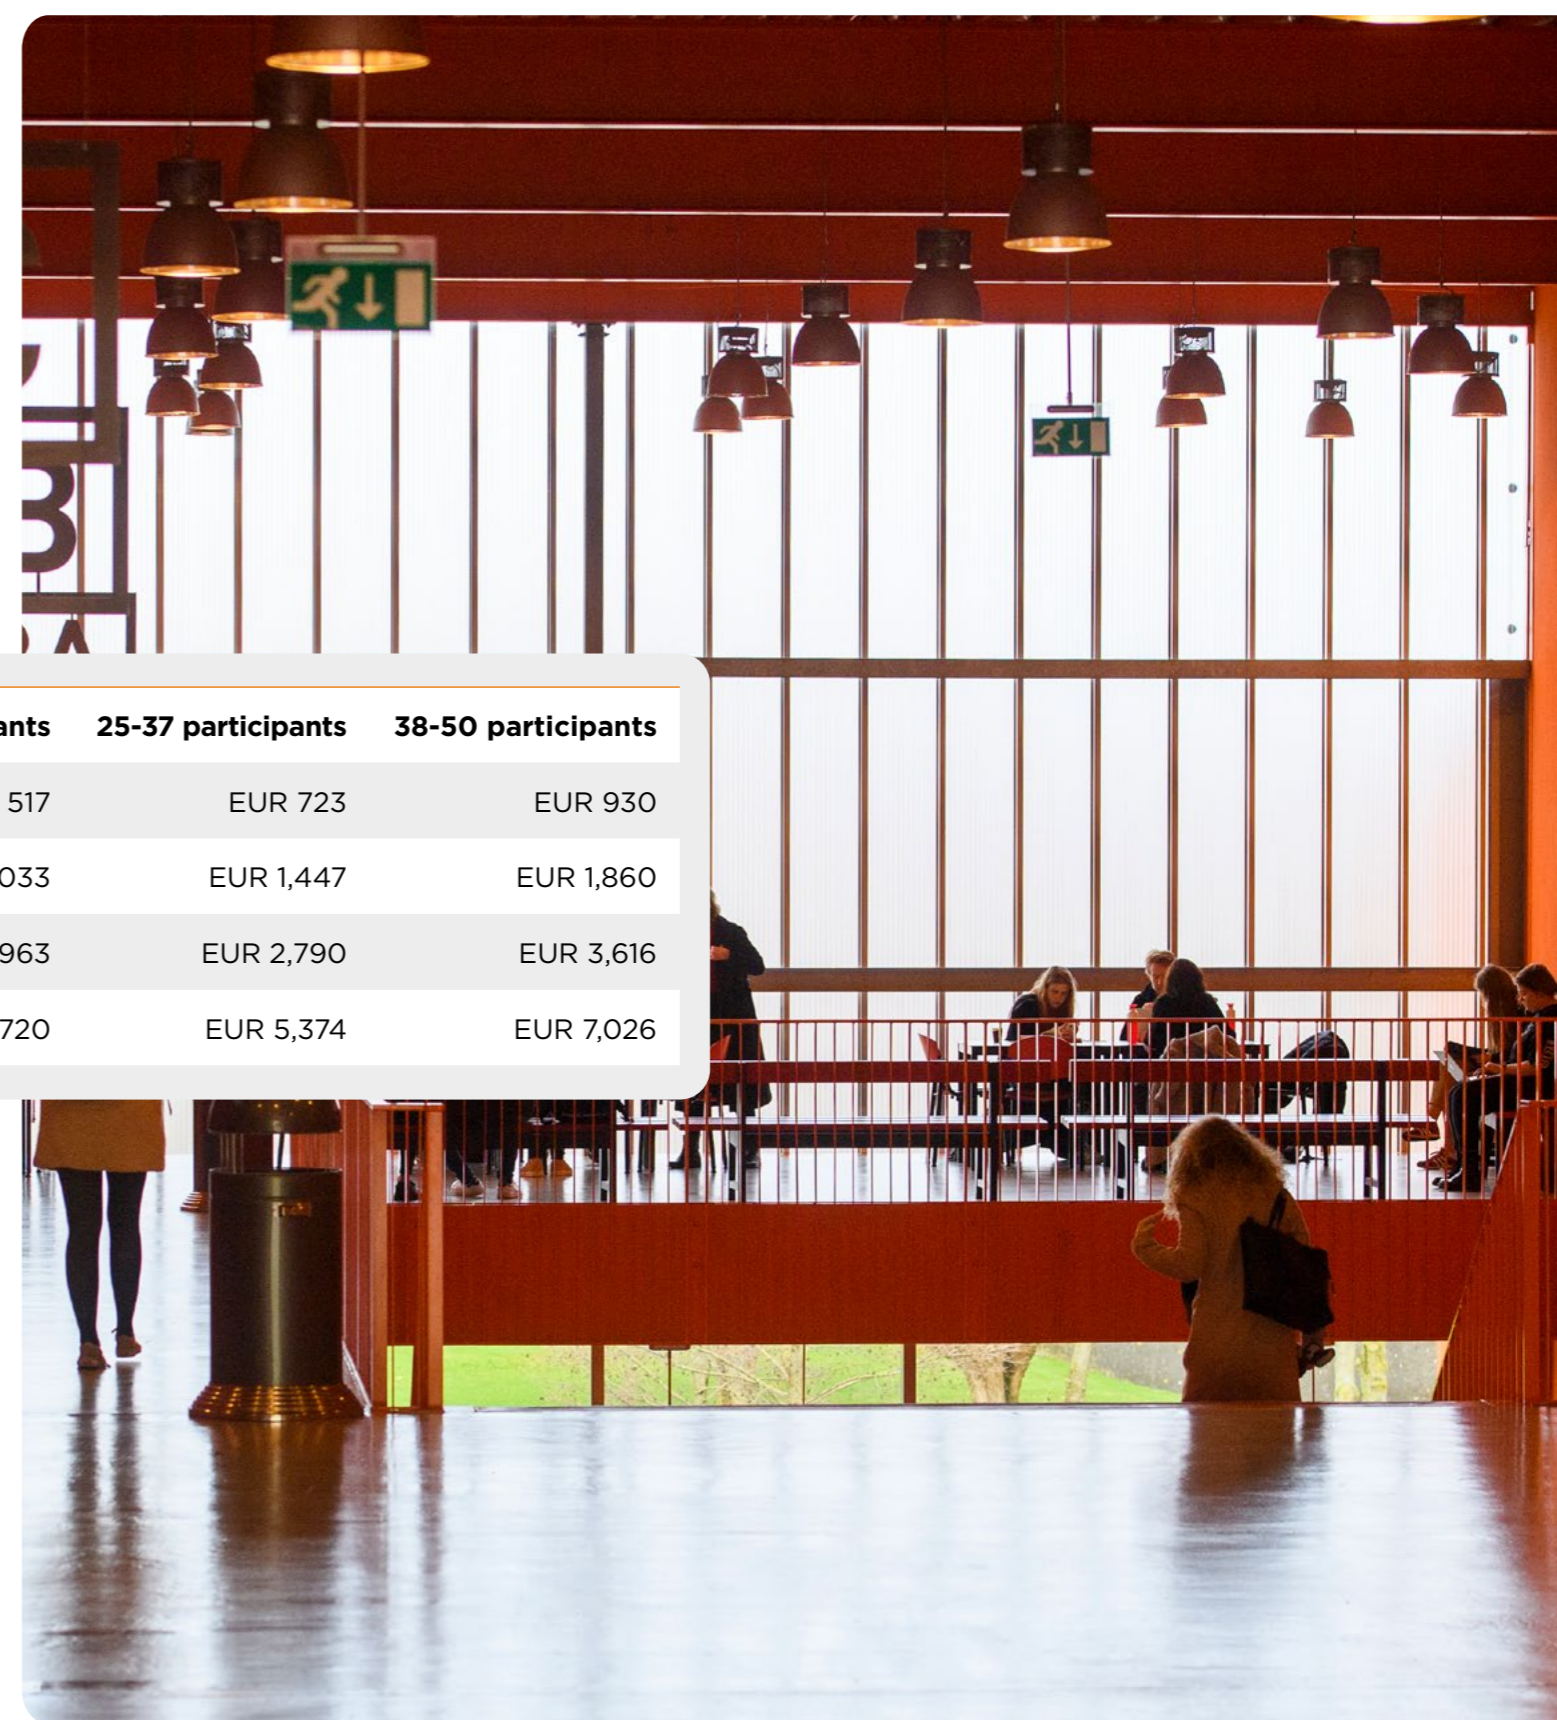 B
ants 25-37 participants 38-50 participants
517 EUR 723 EUR 930
033 EUR 1,447 EUR 1,860
963 EUR 2,790 EUR 3,616
720 EUR 5,374 EUR 7,026